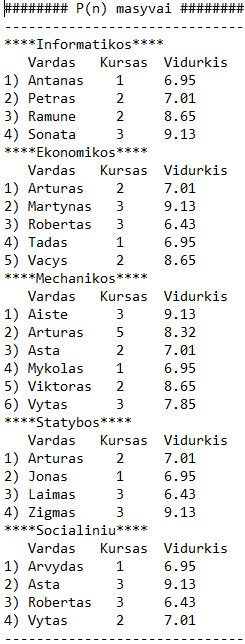 ######## P(n) masyvai ########
------------------------------
****Informatikos****
   Vardas   Kursas  Vidurkis
1) Antanas    1     6.95
2) Petras     2     7.01
3) Ramune     2     8.65
4) Sonata     3     9.13
****Ekonomikos****
   Vardas   Kursas  Vidurkis
1) Arturas    2     7.01
2) Martynas   3     9.13
3) Robertas   3     6.43
4) Tadas      1     6.95
5) Vacys      2     8.65
****Mechanikos****
   Vardas   Kursas  Vidurkis
1) Aiste      3     9.13
2) Arturas    5     8.32
3) Asta       2     7.01
4) Mykolas    1     6.95
5) Viktoras   2     8.65
6) Vytas      3     7.85
****Statybos****
   Vardas   Kursas  Vidurkis
1) Arturas    2     7.01
2) Jonas      1     6.95
3) Laimas     3     6.43
4) Zigmas     3     9.13
****Socialiniu****
   Vardas   Kursas  Vidurkis
1) Arvydas    1     6.95
2) Asta       3     9.13
3) Robertas   3     6.43
4) Vytas      2     7.01
------------------------------